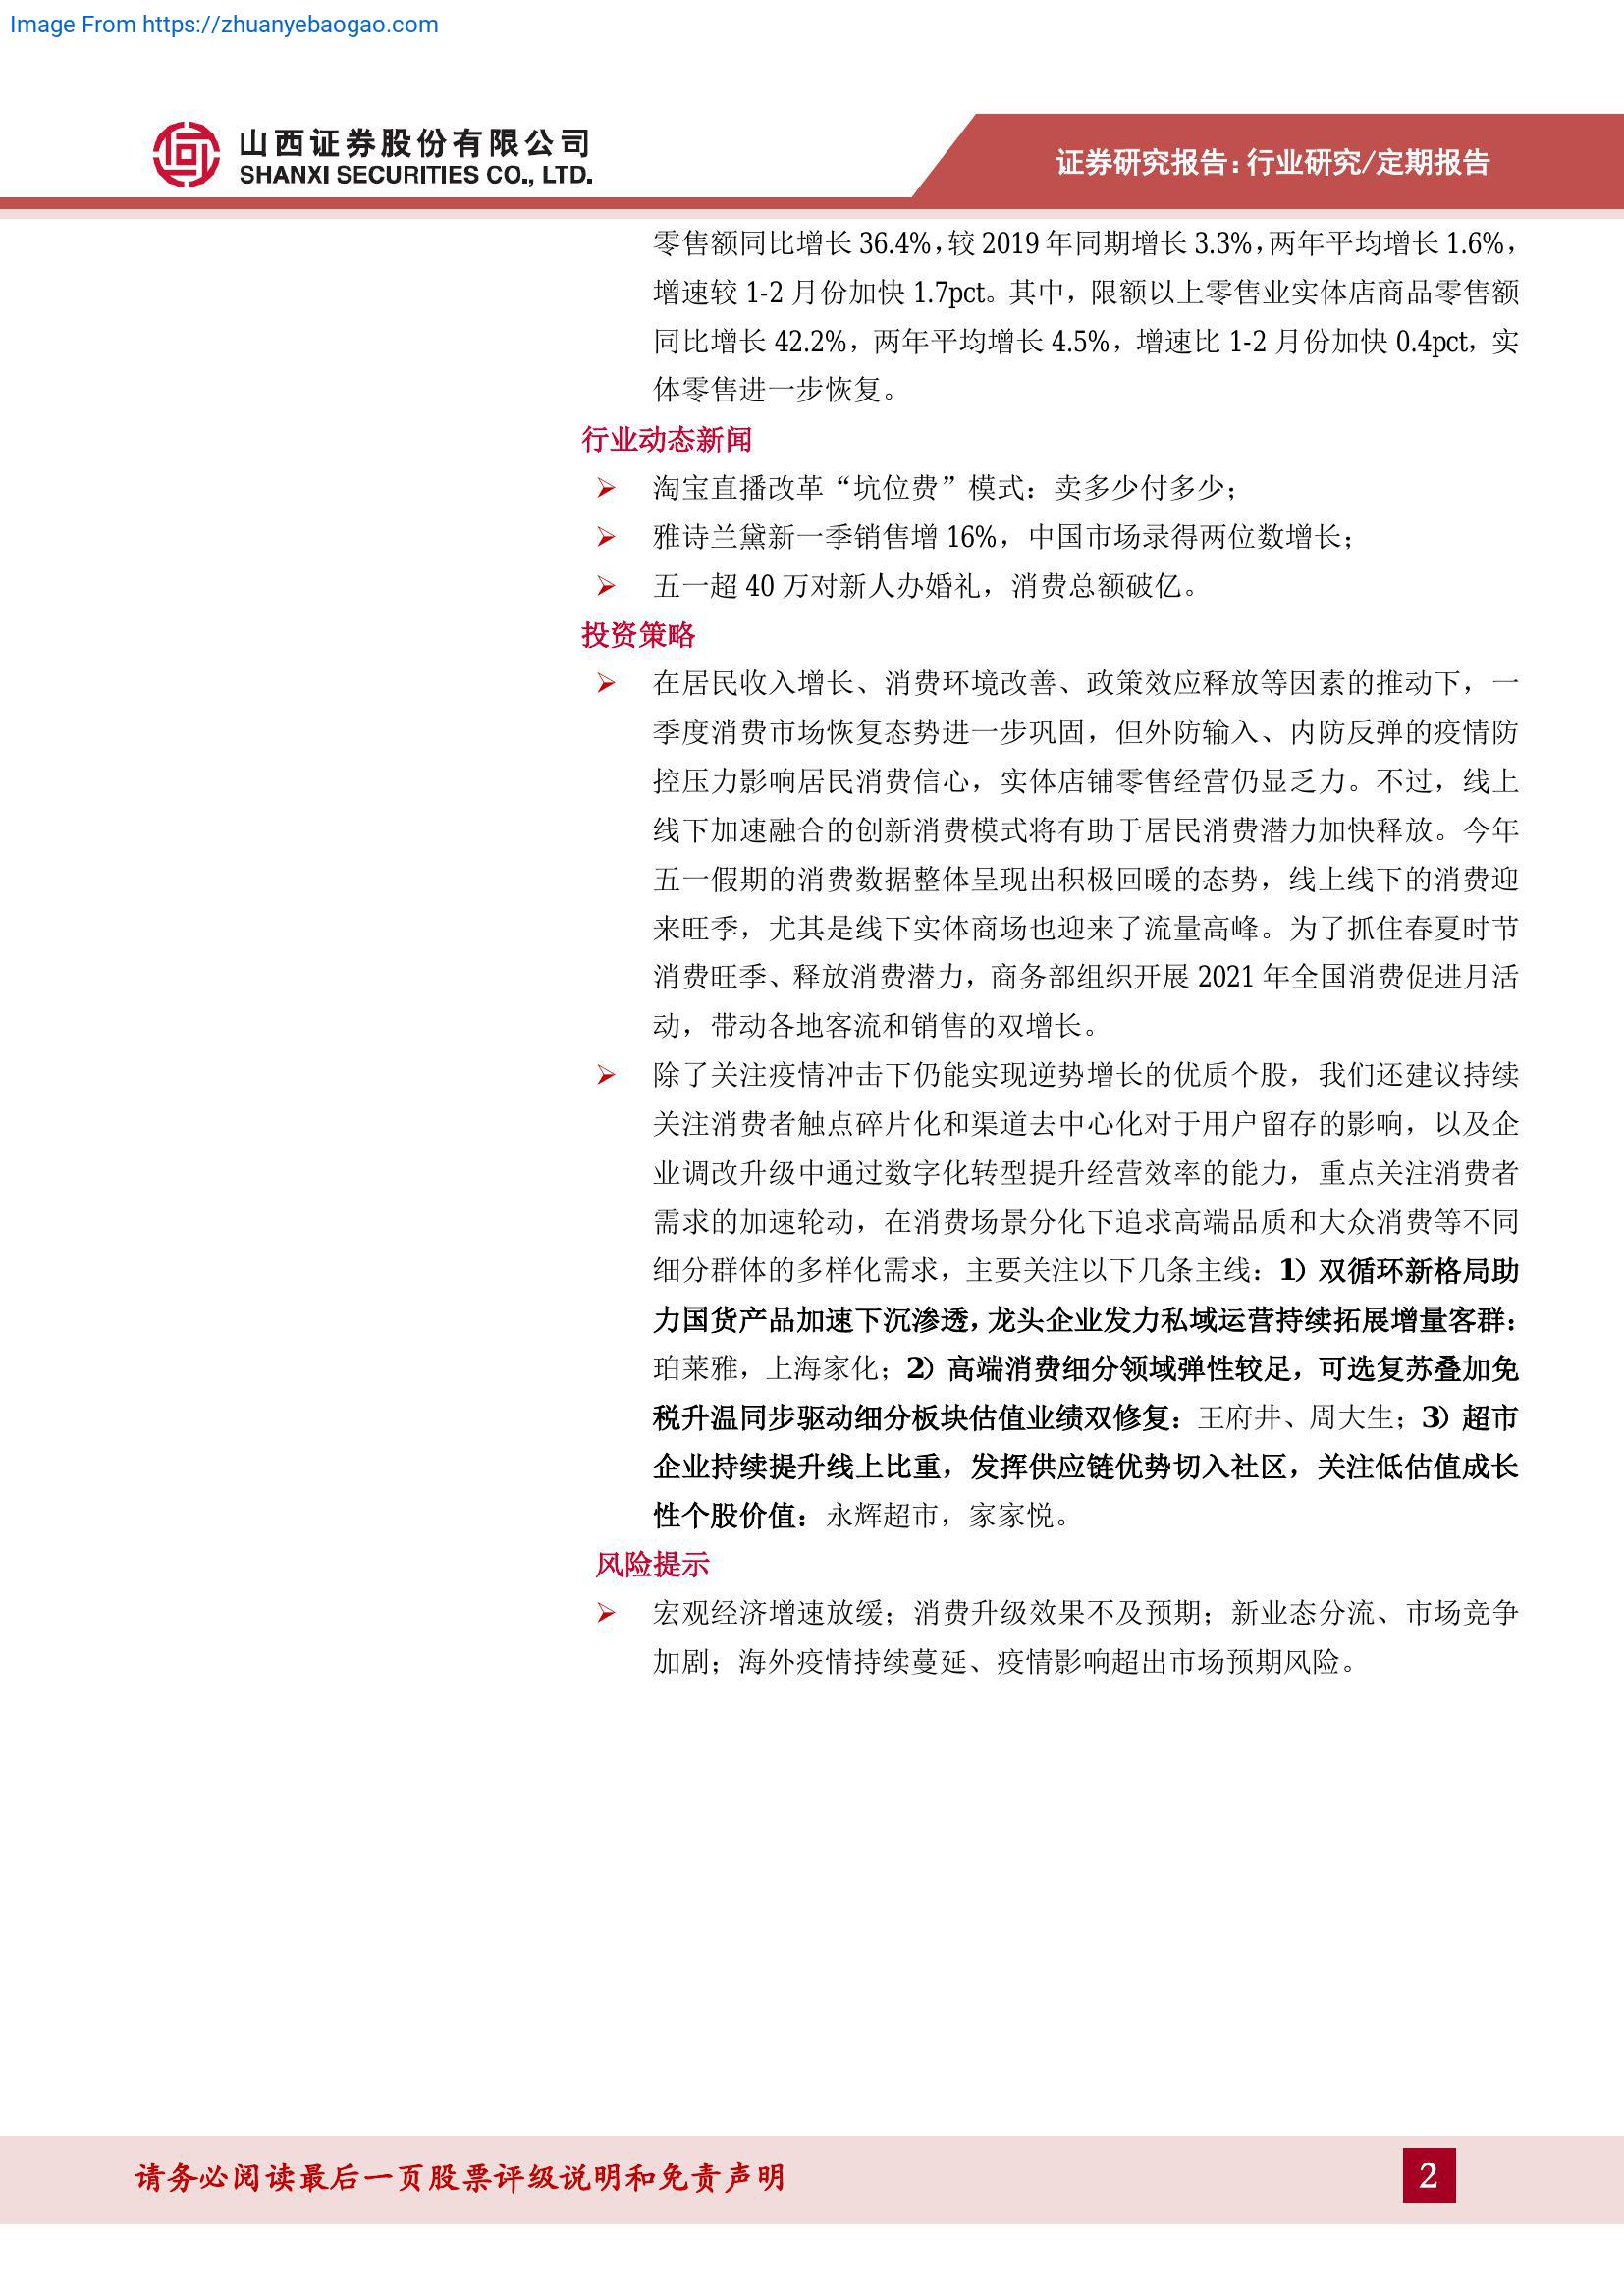 Image From https://zhuanyebaogao.com
山西证券股份有限公司
SHANXI SECURITIES CO., LTD.
证券研究报告:行业研究/定期报告
零售额同比增长 36.4%，较 2019 年同期增长 3.3%，两年平均增长 1.6%，
增速较 1-2 月份加快 1.7pct。其中，限额以上零售业实体店商品零售额
同比增长 42.2%，两年平均增长 4.5%，增速比 1-2 月份加快 0.4pct，实
体零售进一步恢复。
行业动态新闻
➢ 淘宝直播改革“坑位费”模式：卖多少付多少；
➢ 雅诗兰黛新一季销售增 16%，中国市场录得两位数增长；
➢ 五一超 40 万对新人办婚礼，消费总额破亿。
投资策略
➢ 在居民收入增长、消费环境改善、政策效应释放等因素的推动下，一
季度消费市场恢复态势进一步巩固，但外防输入、内防反弹的疫情防
控压力影响居民消费信心，实体店铺零售经营仍显乏力。不过，线上
线下加速融合的创新消费模式将有助于居民消费潜力加快释放。今年
五一假期的消费数据整体呈现出积极回暖的态势，线上线下的消费迎
来旺季，尤其是线下实体商场也迎来了流量高峰。为了抓住春夏时节
消费旺季、释放消费潜力，商务部组织开展 2021 年全国消费促进月活
动，带动各地客流和销售的双增长。
➢ 除了关注疫情冲击下仍能实现逆势增长的优质个股，我们还建议持续
关注消费者触点碎片化和渠道去中心化对于用户留存的影响，以及企
业调改升级中通过数字化转型提升经营效率的能力，重点关注消费者
需求的加速轮动，在消费场景分化下追求高端品质和大众消费等不同
细分群体的多样化需求，主要关注以下几条主线：1）双循环新格局助
力国货产品加速下沉渗透，龙头企业发力私域运营持续拓展增量客群：
珀莱雅，上海家化；2）高端消费细分领域弹性较足，可选复苏叠加免
税升温同步驱动细分板块估值业绩双修复：王府井、周大生；3）超市
企业持续提升线上比重，发挥供应链优势切入社区，关注低估值成长
性个股价值：永辉超市，家家悦。
风险提示
➢ 宏观经济增速放缓；消费升级效果不及预期；新业态分流、市场竞争
加剧；海外疫情持续蔓延、疫情影响超出市场预期风险。
请务必阅读最后一页股票评级说明和免责声明
2